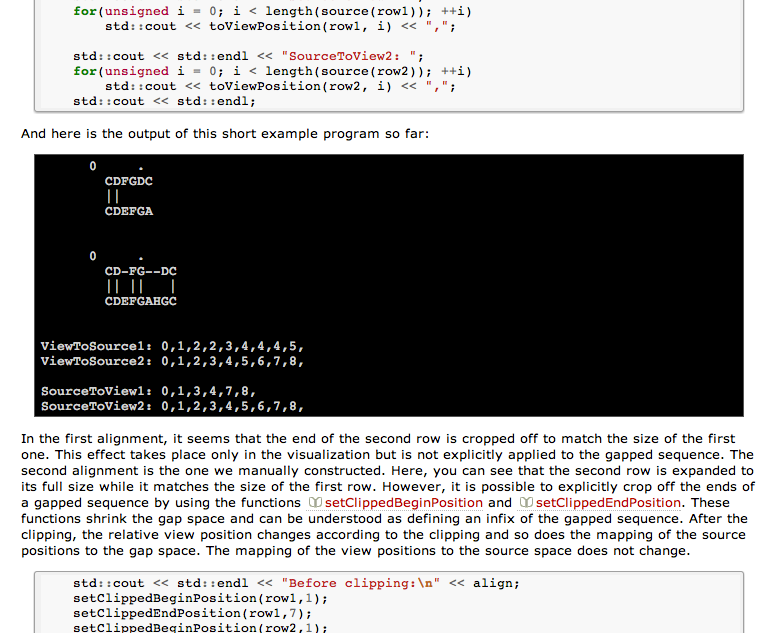 for(unsigned i = 0; i < length(source(row1)); ++i)
std::cout << toViewPosition(row1, i) << ",";
std::cout << std::endl << "SourceToView2: ";
for(unsigned i = 0; i < length(source(row2)); ++i)
std::cout << toViewPosition(row2, i) << ",";
std::cout << std::endl;
And here is the output of this short example program so far:
0 .
CDFGDC
||
CDEFGA
0 .
CD-FG--DC
|| || |
CDEFGAHGC
ViewToSource1: 0,1,2,2,3,4,4,4,5,
ViewToSource2: 0,1,2,3,4,5,6,7,8,
SourceToView1: 0,1,3,4,7,8,
SourceToView2: 0,1,2,3,4,5,6,7,8,
In the first alignment, it seems that the end of the second row is cropped off to match the size of the first
one. This effect takes place only in the visualization but is not explicitly applied to the gapped sequence. The
second alignment is the one we manually constructed. Here, you can see that the second row is expanded to
its full size while it matches the size of the first row. However, it is possible to explicitly crop off the ends of
a gapped sequence by using the functions setClippedBeginPosition and setClippedEndPosition. These
functions shrink the gap space and can be understood as defining an infix of the gapped sequence. After the
clipping, the relative view position changes according to the clipping and so does the mapping of the source
positions to the gap space. The mapping of the view positions to the source space does not change.
std::cout << std::endl << "Before clipping:\n" << align;
setClippedBeginPosition(row1,1);
setClippedEndPosition(row1,7);
setClippedBeginPosition(row2,1);